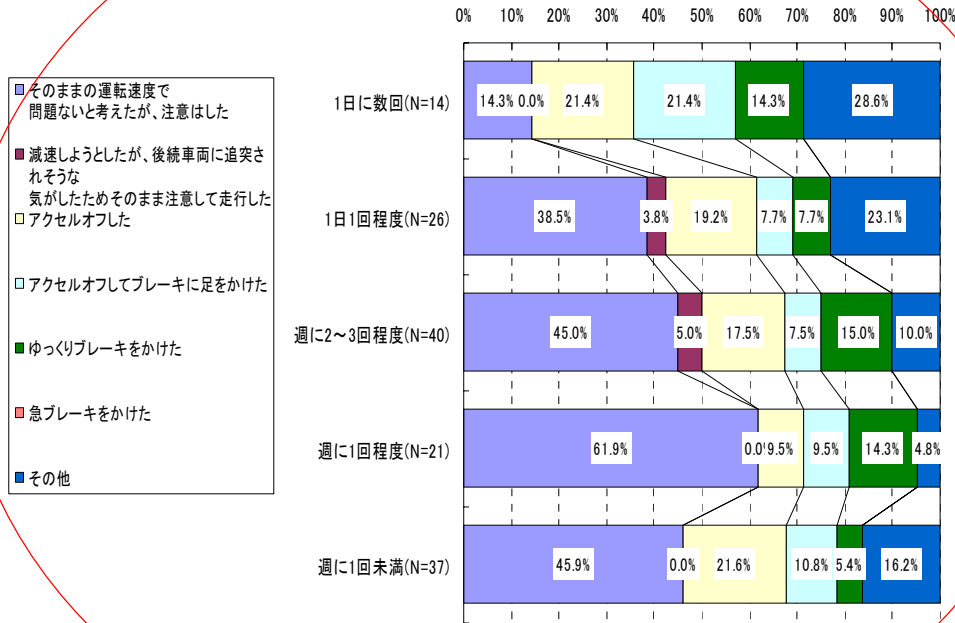 0% 10% 20% 30% 40% 50% 60% 70% 80% 90% 100%
そのままの運転速度で
問題ないと考えたが、注意はした
減速しようとしたが、後続車両に追突さ
れそうな
気がしたためそのまま注意して走行した
アクセルオフした
アクセルオフしてブレーキに足をかけた
ゆっくりブレーキをかけた
急ブレーキをかけた
その他
1日に数回(N=14) 14.3% 0.0% 21.4% 21.4% 14.3% 28.6%
1日1回程度(N=26) 38.5% 3.8% 19.2% 7.7% 7.7% 23.1%
週に2～3回程度(N=40) 45.0% 5.0% 17.5% 7.5% 15.0% 10.0%
週に1回程度(N=21) 61.9% 0.0% 9.5% 9.5% 14.3% 4.8%
週に1回未満(N=37) 45.9% 0.0% 21.6% 10.8% 5.4% 16.2%